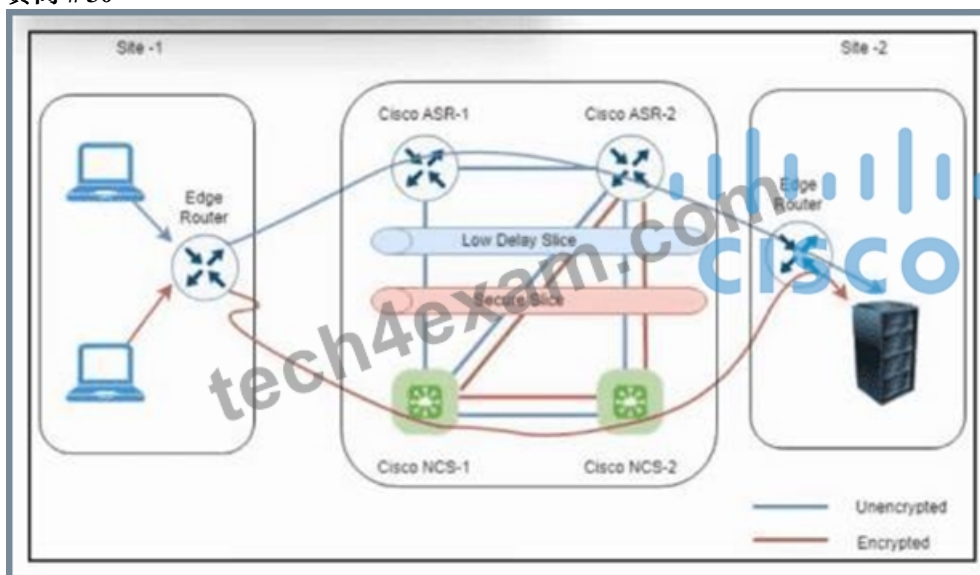 Site -1
Site -2
Cisco ASR-1
Cisco ASR-2
Edge
Router
Edge
Router
Low Delay Slice
CISCO
Secure Slice
tech4exam.com
Cisco NCS-1
Cisco NCS-2
Unencrypted
Encrypted